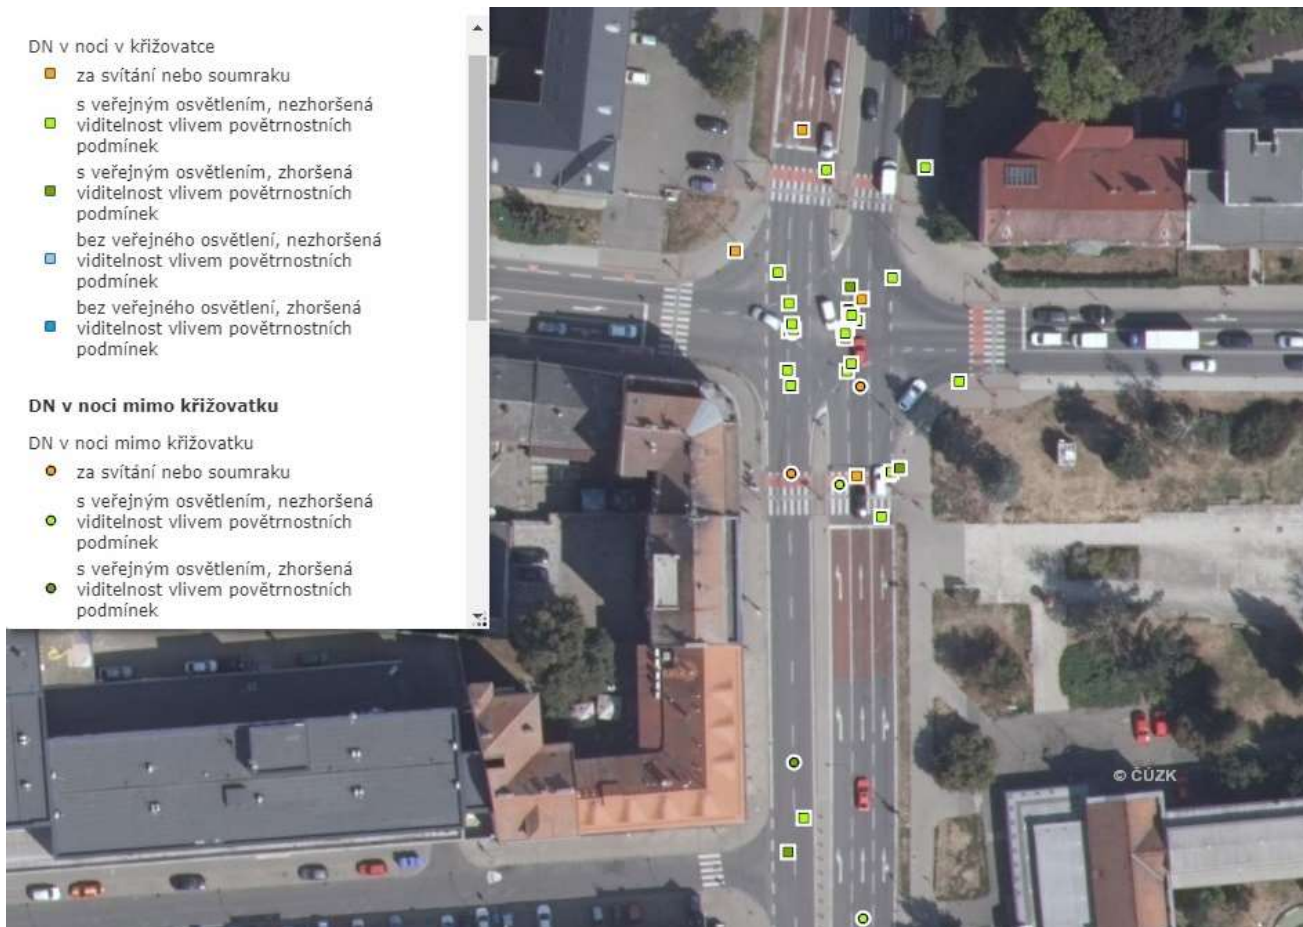 DN v noci v křižovatce
za svítání nebo soumraku
s veřejným osvětlením, nezhoršená
viditelnost vlivem povětrnostních
podmínek
s veřejným osvětlením, zhoršená
viditelnost vlivem povětrnostních
podmínek
bez veřejného osvětlení, nezhoršená
viditelnost vlivem povětrnostních
podmínek
bez veřejného osvětlení, zhoršená
viditelnost vlivem povětrnostních
podmínek
DN v noci mimo křižovatku
DN v noci mimo křižovatku
za svítání nebo soumraku
s veřejným osvětlením, nezhoršená
viditelnost vlivem povětrnostních
podmínek
s veřejným osvětlením, zhoršená
viditelnost vlivem povětrnostních
podmínek
© ČÚZK